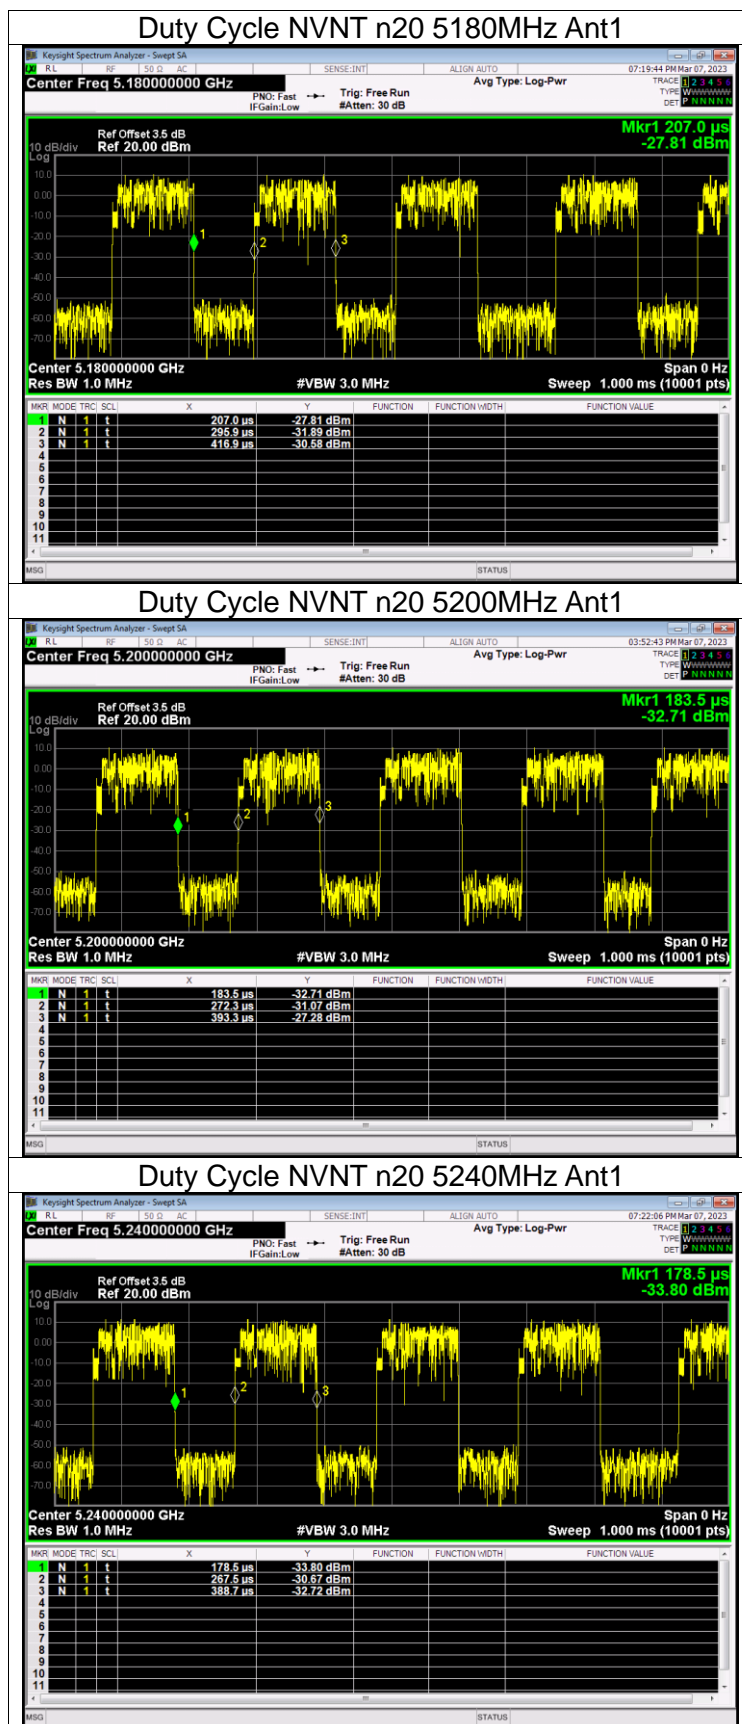 Duty Cycle NVNT n20 5180MHz Ant1
Keysight Spectrum Analyzer - Swept SA
RL RF 50 Ω AC SENSE:INT ALIGN AUTO 07:19:44 PM Mar 07, 2023
Center Freq 5.180000000 GHz Avg Type: Log-Pwr TRACE 1 2 3 4 5 6
PNO: Fast Trig: Free Run TYPE W
IFGain:Low #Atten: 30 dB DET P N N N N N
Mkr1 207.0 µs
Ref Offset 3.5 dB
10 dB/div Ref 20.00 dBm -27.81 dBm
Log
10.0
0.00
-10.0
-20.0
-30.0
-40.0
-50.0
-60.0
-70.0
1
2
3
Center 5.180000000 GHz Span 0 Hz
Res BW 1.0 MHz #VBW 3.0 MHz Sweep 1.000 ms (10001 pts)
MKR MODE TRC SCL X Y FUNCTION FUNCTION WIDTH FUNCTION VALUE
1 N 1 t 207.0 µs -27.81 dBm
2 N 1 t 295.9 µs -31.89 dBm
3 N 1 t 416.9 µs -30.58 dBm
4
5
6
7
8
9
10
11
MSG STATUS
Duty Cycle NVNT n20 5200MHz Ant1
Keysight Spectrum Analyzer - Swept SA
RL RF 50 Ω AC SENSE:INT ALIGN AUTO 03:52:43 PM Mar 07, 2023
Center Freq 5.200000000 GHz Avg Type: Log-Pwr TRACE 1 2 3 4 5 6
PNO: Fast Trig: Free Run TYPE W
IFGain:Low #Atten: 30 dB DET P N N N N N
Mkr1 183.5 µs
Ref Offset 3.5 dB
10 dB/div Ref 20.00 dBm -32.71 dBm
Log
10.0
0.00
-10.0
-20.0
-30.0
-40.0
-50.0
-60.0
-70.0
1
2
3
Center 5.200000000 GHz Span 0 Hz
Res BW 1.0 MHz #VBW 3.0 MHz Sweep 1.000 ms (10001 pts)
MKR MODE TRC SCL X Y FUNCTION FUNCTION WIDTH FUNCTION VALUE
1 N 1 t 183.5 µs -32.71 dBm
2 N 1 t 272.3 µs -31.07 dBm
3 N 1 t 393.3 µs -27.28 dBm
4
5
6
7
8
9
10
11
MSG STATUS
Duty Cycle NVNT n20 5240MHz Ant1
Keysight Spectrum Analyzer - Swept SA
RL RF 50 Ω AC SENSE:INT ALIGN AUTO 07:22:06 PM Mar 07, 2023
Center Freq 5.240000000 GHz Avg Type: Log-Pwr TRACE 1 2 3 4 5 6
PNO: Fast Trig: Free Run TYPE W
IFGain:Low #Atten: 30 dB DET P N N N N N
Mkr1 178.5 µs
Ref Offset 3.5 dB
10 dB/div Ref 20.00 dBm -33.80 dBm
Log
10.0
0.00
-10.0
-20.0
-30.0
-40.0
-50.0
-60.0
-70.0
1
2
3
Center 5.240000000 GHz Span 0 Hz
Res BW 1.0 MHz #VBW 3.0 MHz Sweep 1.000 ms (10001 pts)
MKR MODE TRC SCL X Y FUNCTION FUNCTION WIDTH FUNCTION VALUE
1 N 1 t 178.5 µs -33.80 dBm
2 N 1 t 267.5 µs -30.67 dBm
3 N 1 t 388.7 µs -32.72 dBm
4
5
6
7
8
9
10
11
MSG STATUS